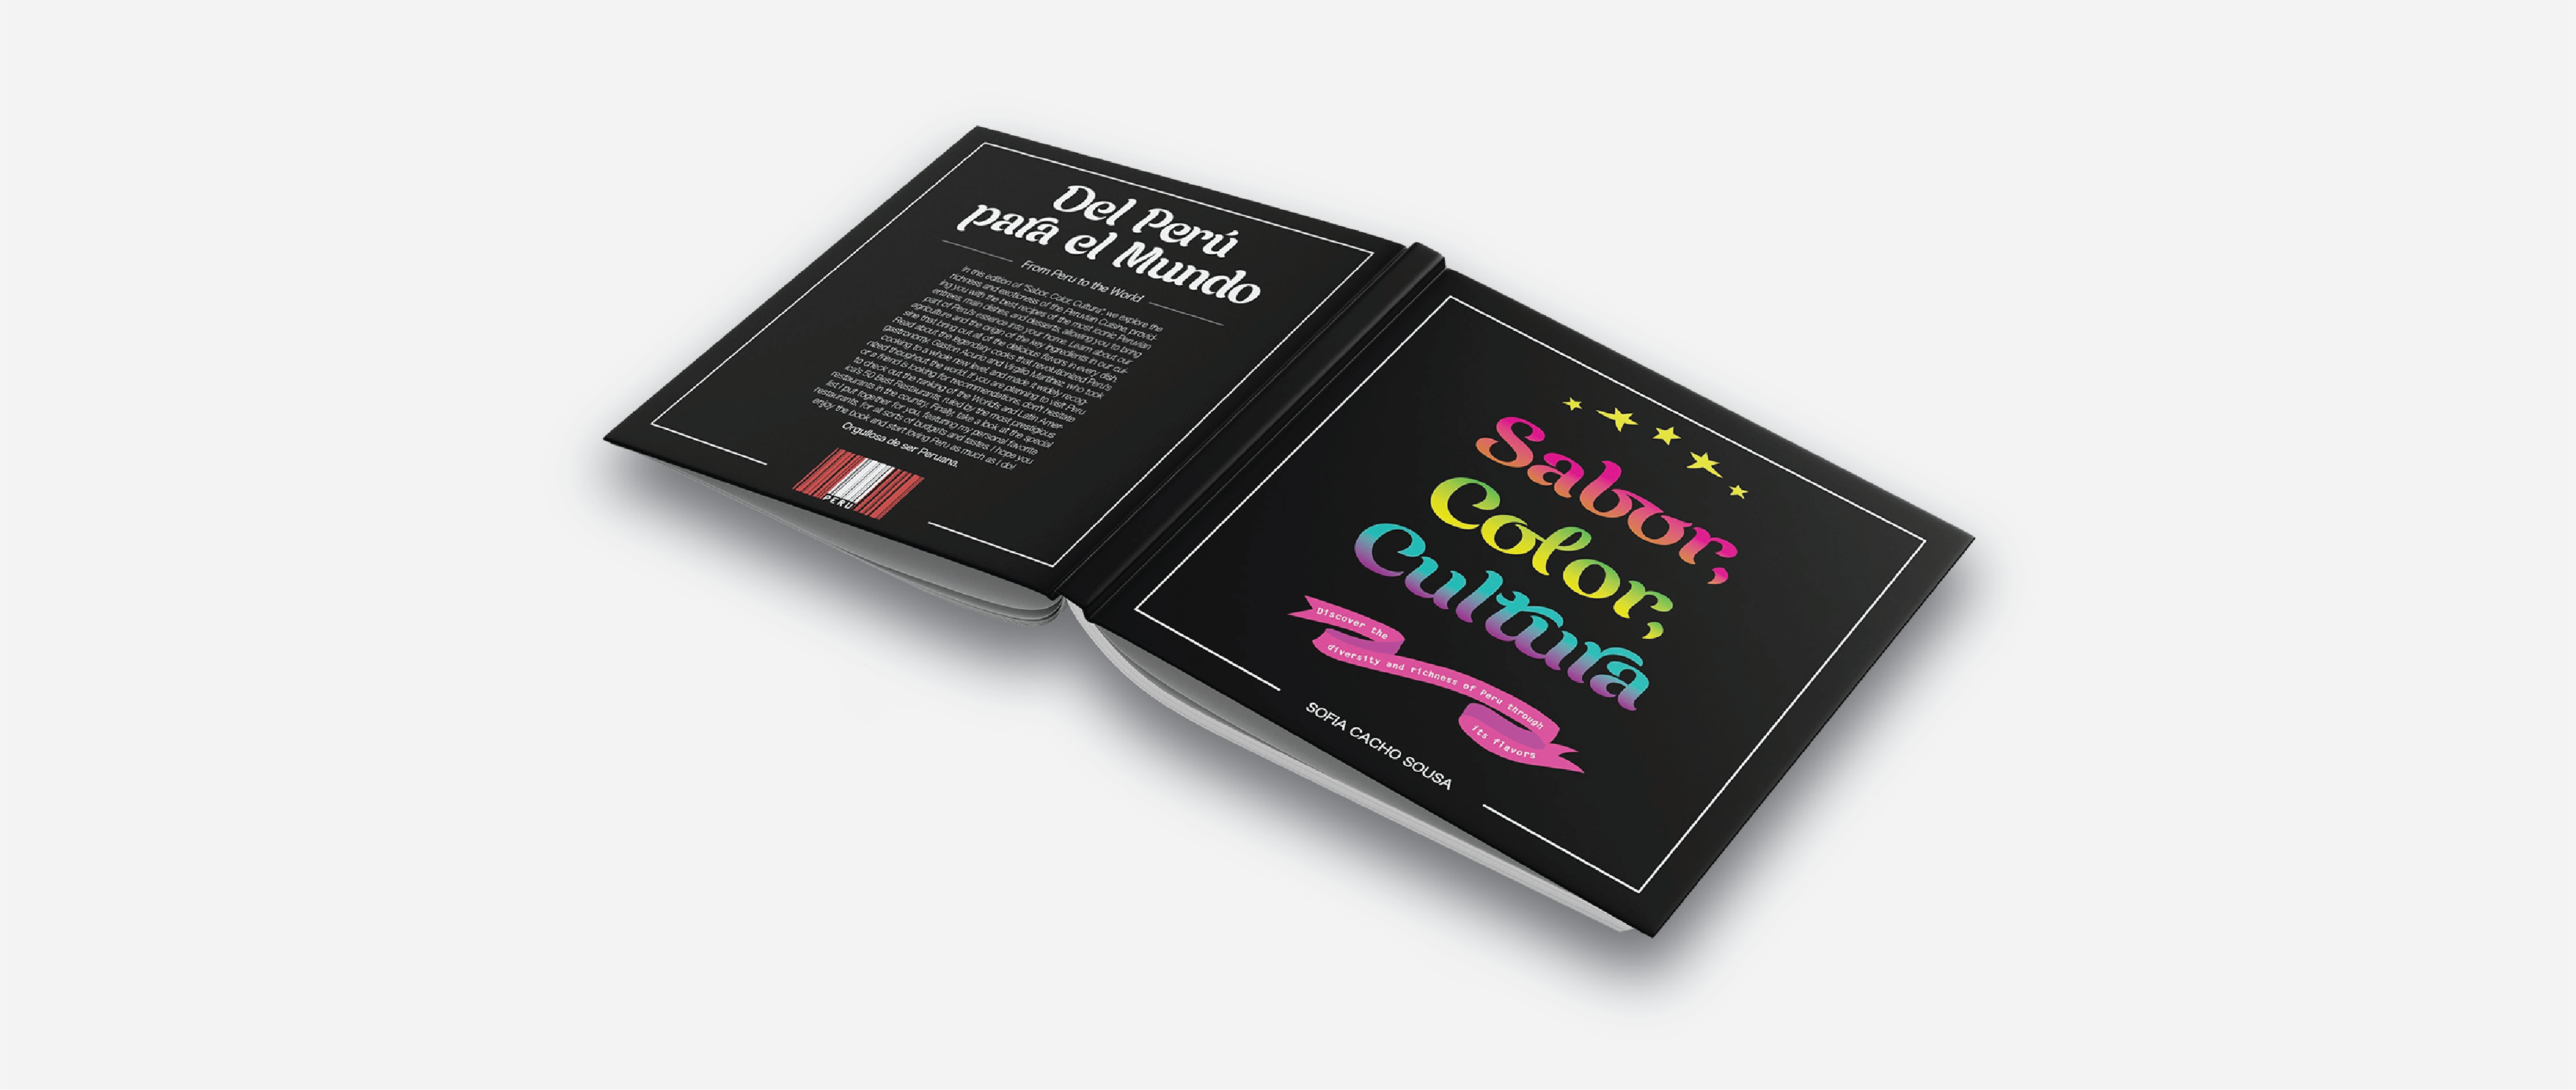 Del Perú
para el Mundo
From Peru to the World
In this edition of "Sabor, Color, Cultura", we explore the
richness and exoticness of the Peruvian Cuisine, provid-
ing you with the best recipes of the most iconic Peruvian
entrees, main dishes, and desserts, allowing you to bring
part of Peru's essence into your home. Learn about our
agriculture and the origin of the key ingredients in our cui-
sine that bring out all of the delicious flavors in every dish.
Read about the legendary cooks that revolutionized Peru's
gastronomy, Gaston Acurio and Virgilio Martinez, who took
cooking to a whole new level, and made it widely recog-
nized throughout the world. If you are planning to visit Peru
or a friend is looking for recommendations, don't hesitate
to check out the ranking of the World's and Latin Amer-
ica's 50 Best Restaurants, ruled by the most prestigious
restaurants in the country. Finally, take a look at the special
list I put together for you, featuring my personal favorite
restaurants, for all sorts of budgets and tastes. I hope you
enjoy the book and start loving Peru as much as I do!
Orgullosa de ser Peruana.
PERU
Sabor,
Color,
Cultura
Discover the
diversity and richness of Peru through
its flavors
SOFIA CACHO SOUSA